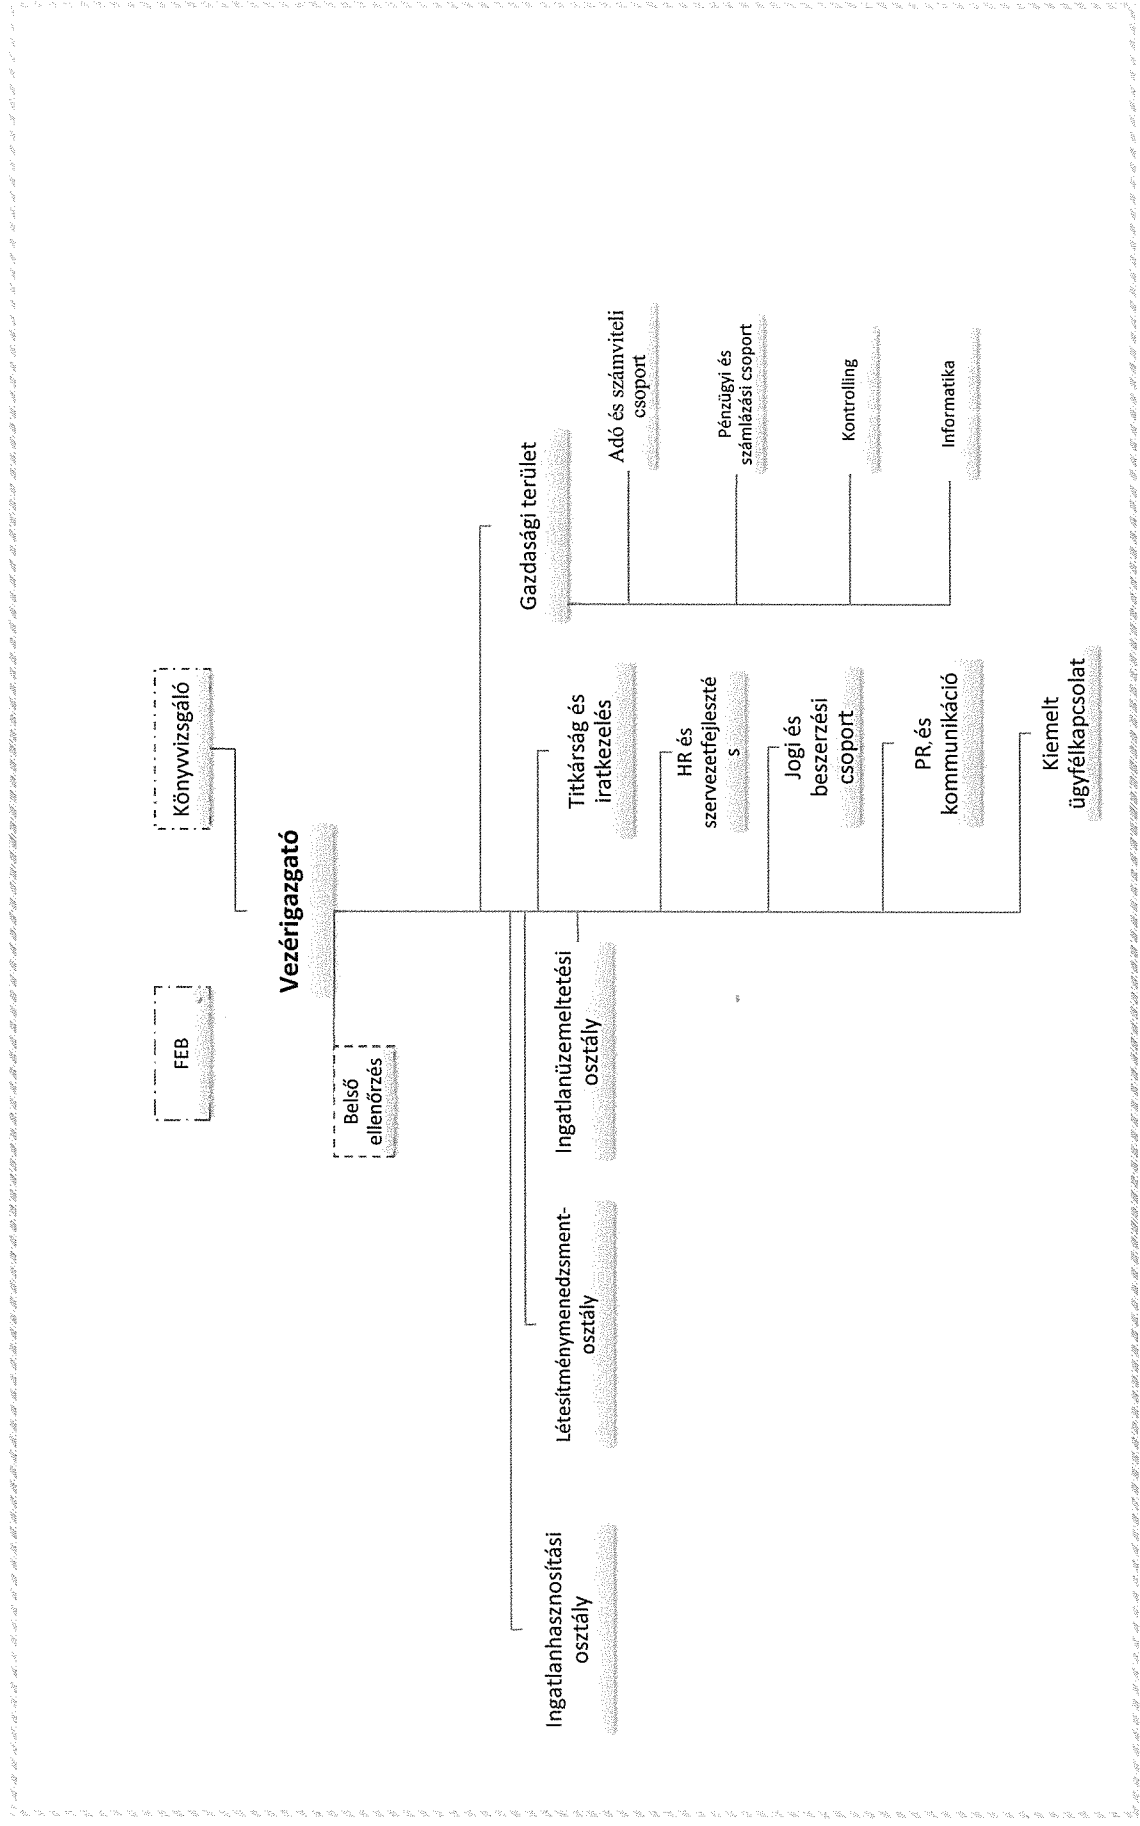 FEB
Könyvvizsgáló
Vezérigazgató
Belső
ellenőrzés
Ingatlanhasznosítási
osztály
Létesítménymenedzsment-
osztály
Ingatlanüzemeltetési
osztály
Titkárság és
iratkezelés
HR és
szervezetfejleszté
s
Jogi és
beszerzési
csoport
PR és
kommunikáció
Kiemelt
ügyfélkapcsolat
Gazdasági terület
Adó és számviteli
csoport
Pénzügyi és
számlázási csoport
Kontrolling
Informatika